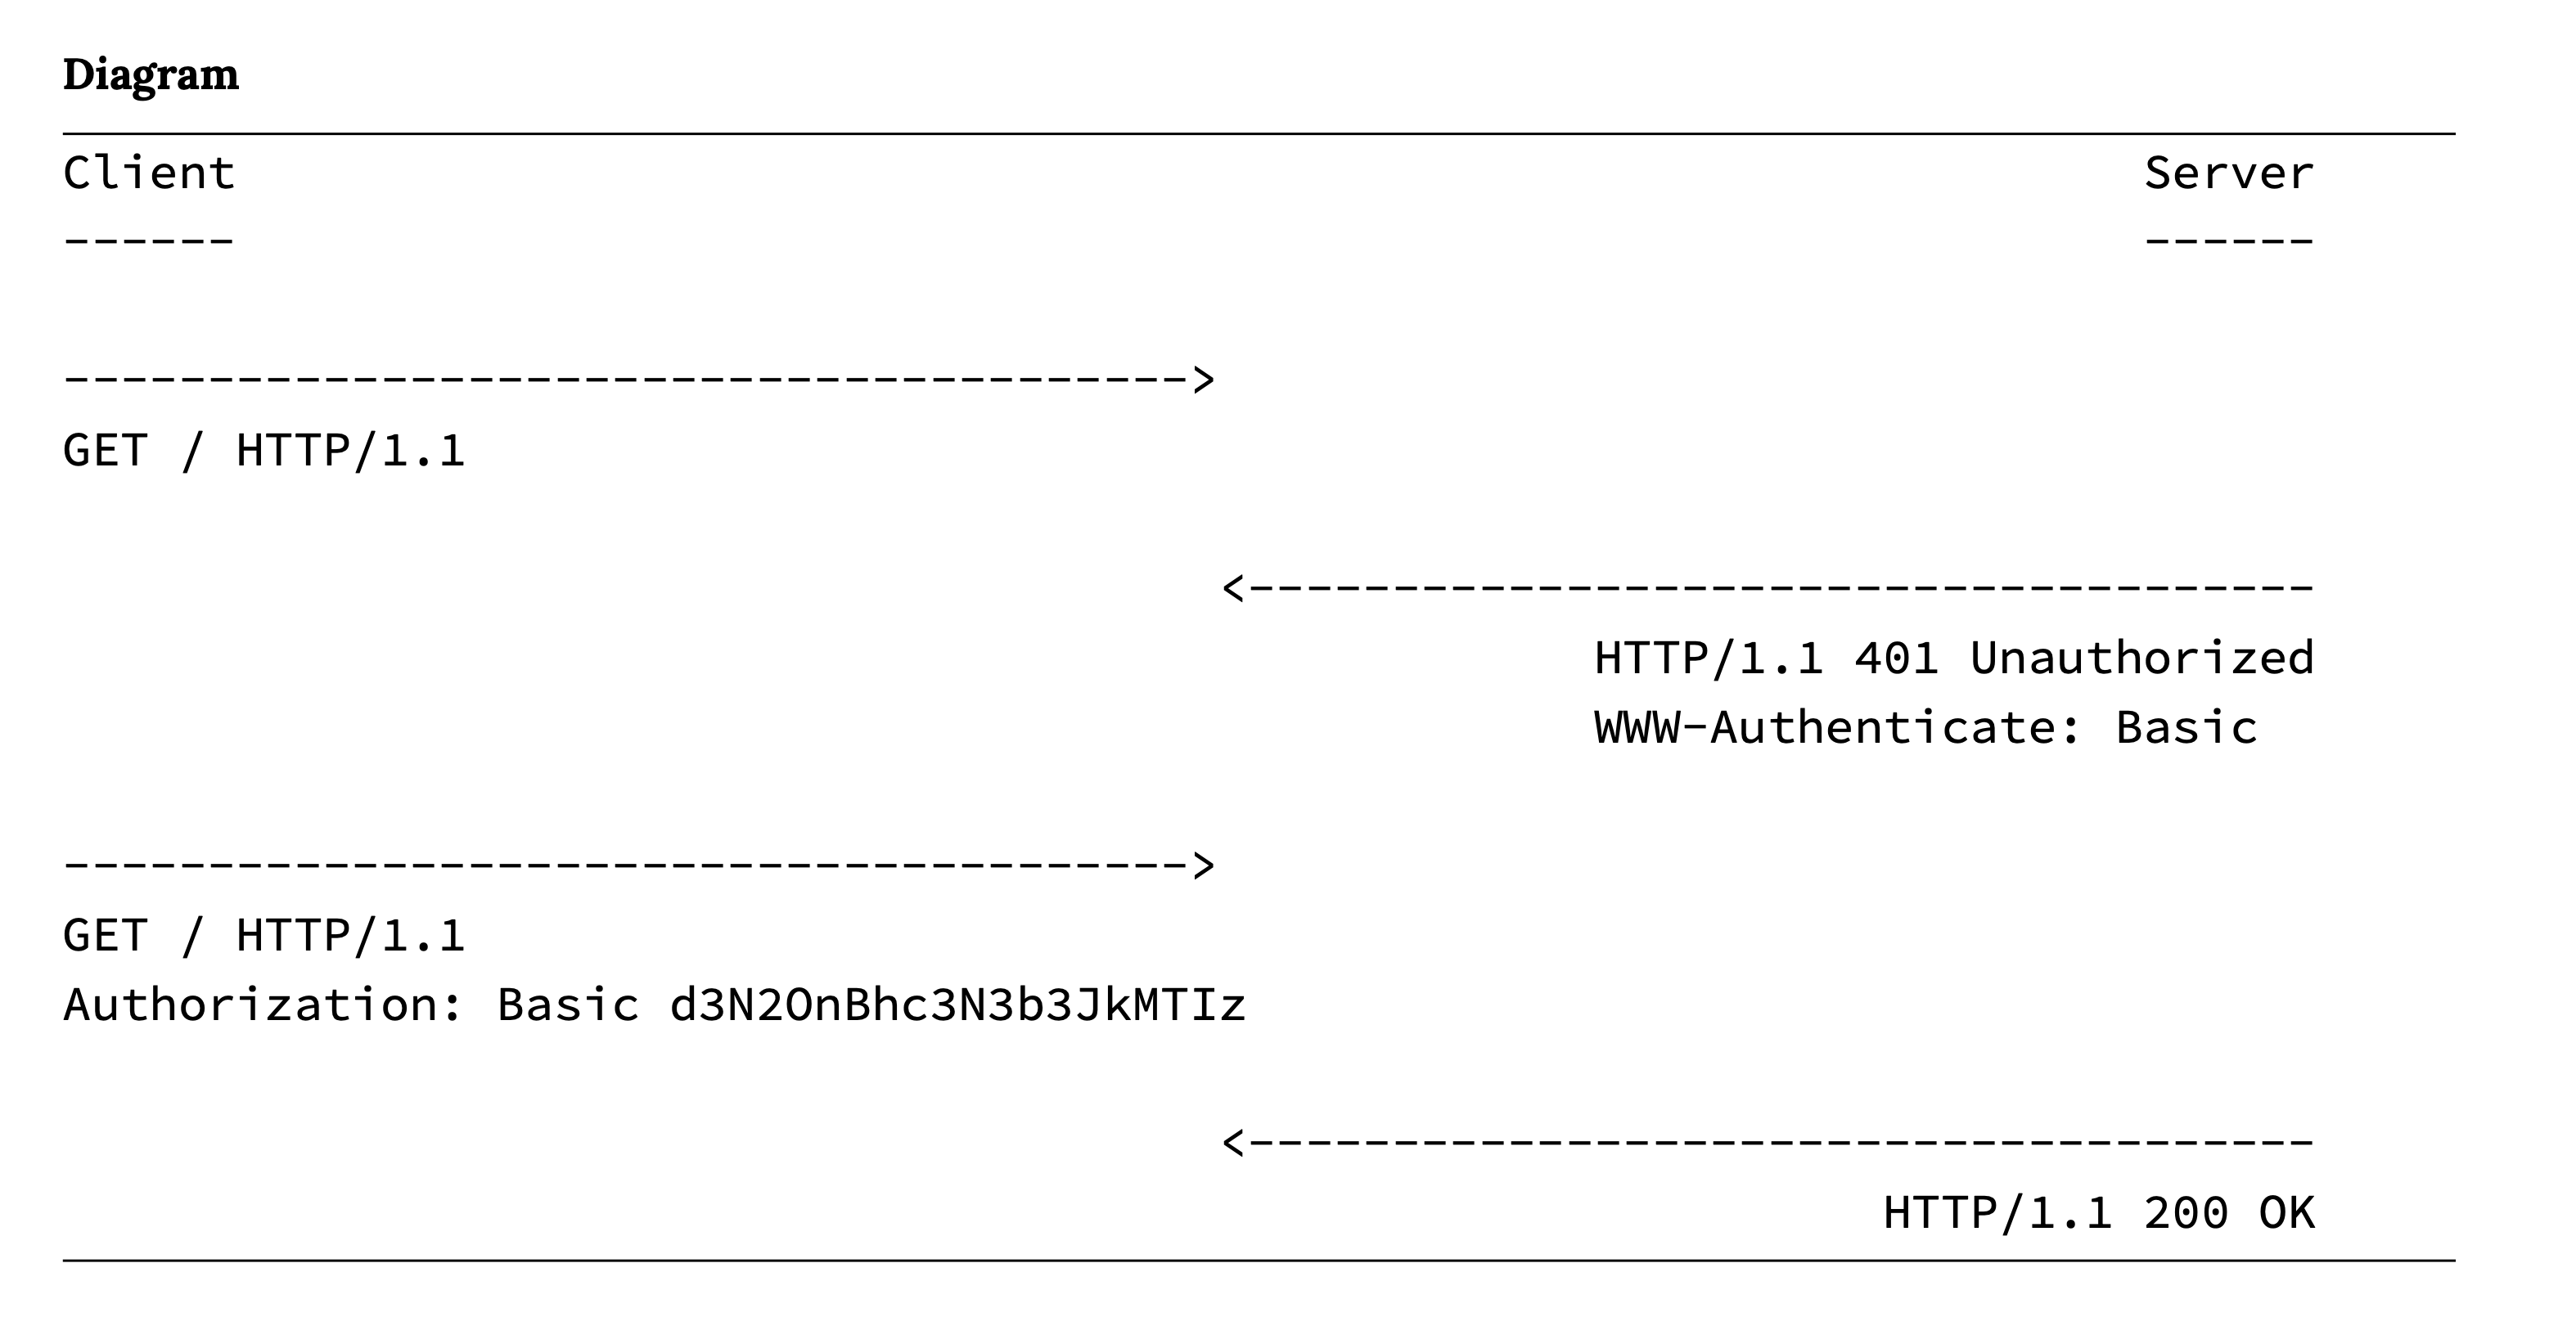 Diagram
Client Server
------ ------
--------------------------------------->
GET / HTTP/1.1
<-------------------------------------
HTTP/1.1 401 Unauthorized
WWW-Authenticate: Basic
--------------------------------------->
GET / HTTP/1.1
Authorization: Basic d3N2OnBhc3N3b3JkMTIz
<-------------------------------------
HTTP/1.1 200 OK